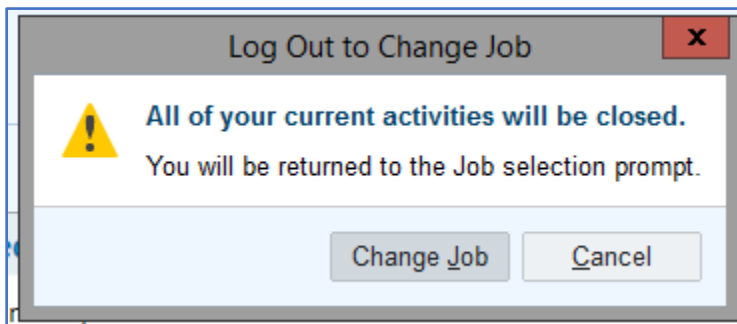 Log Out to Change Job
x
All of your current activities will be closed.
You will be returned to the Job selection prompt.
Change Job Cancel